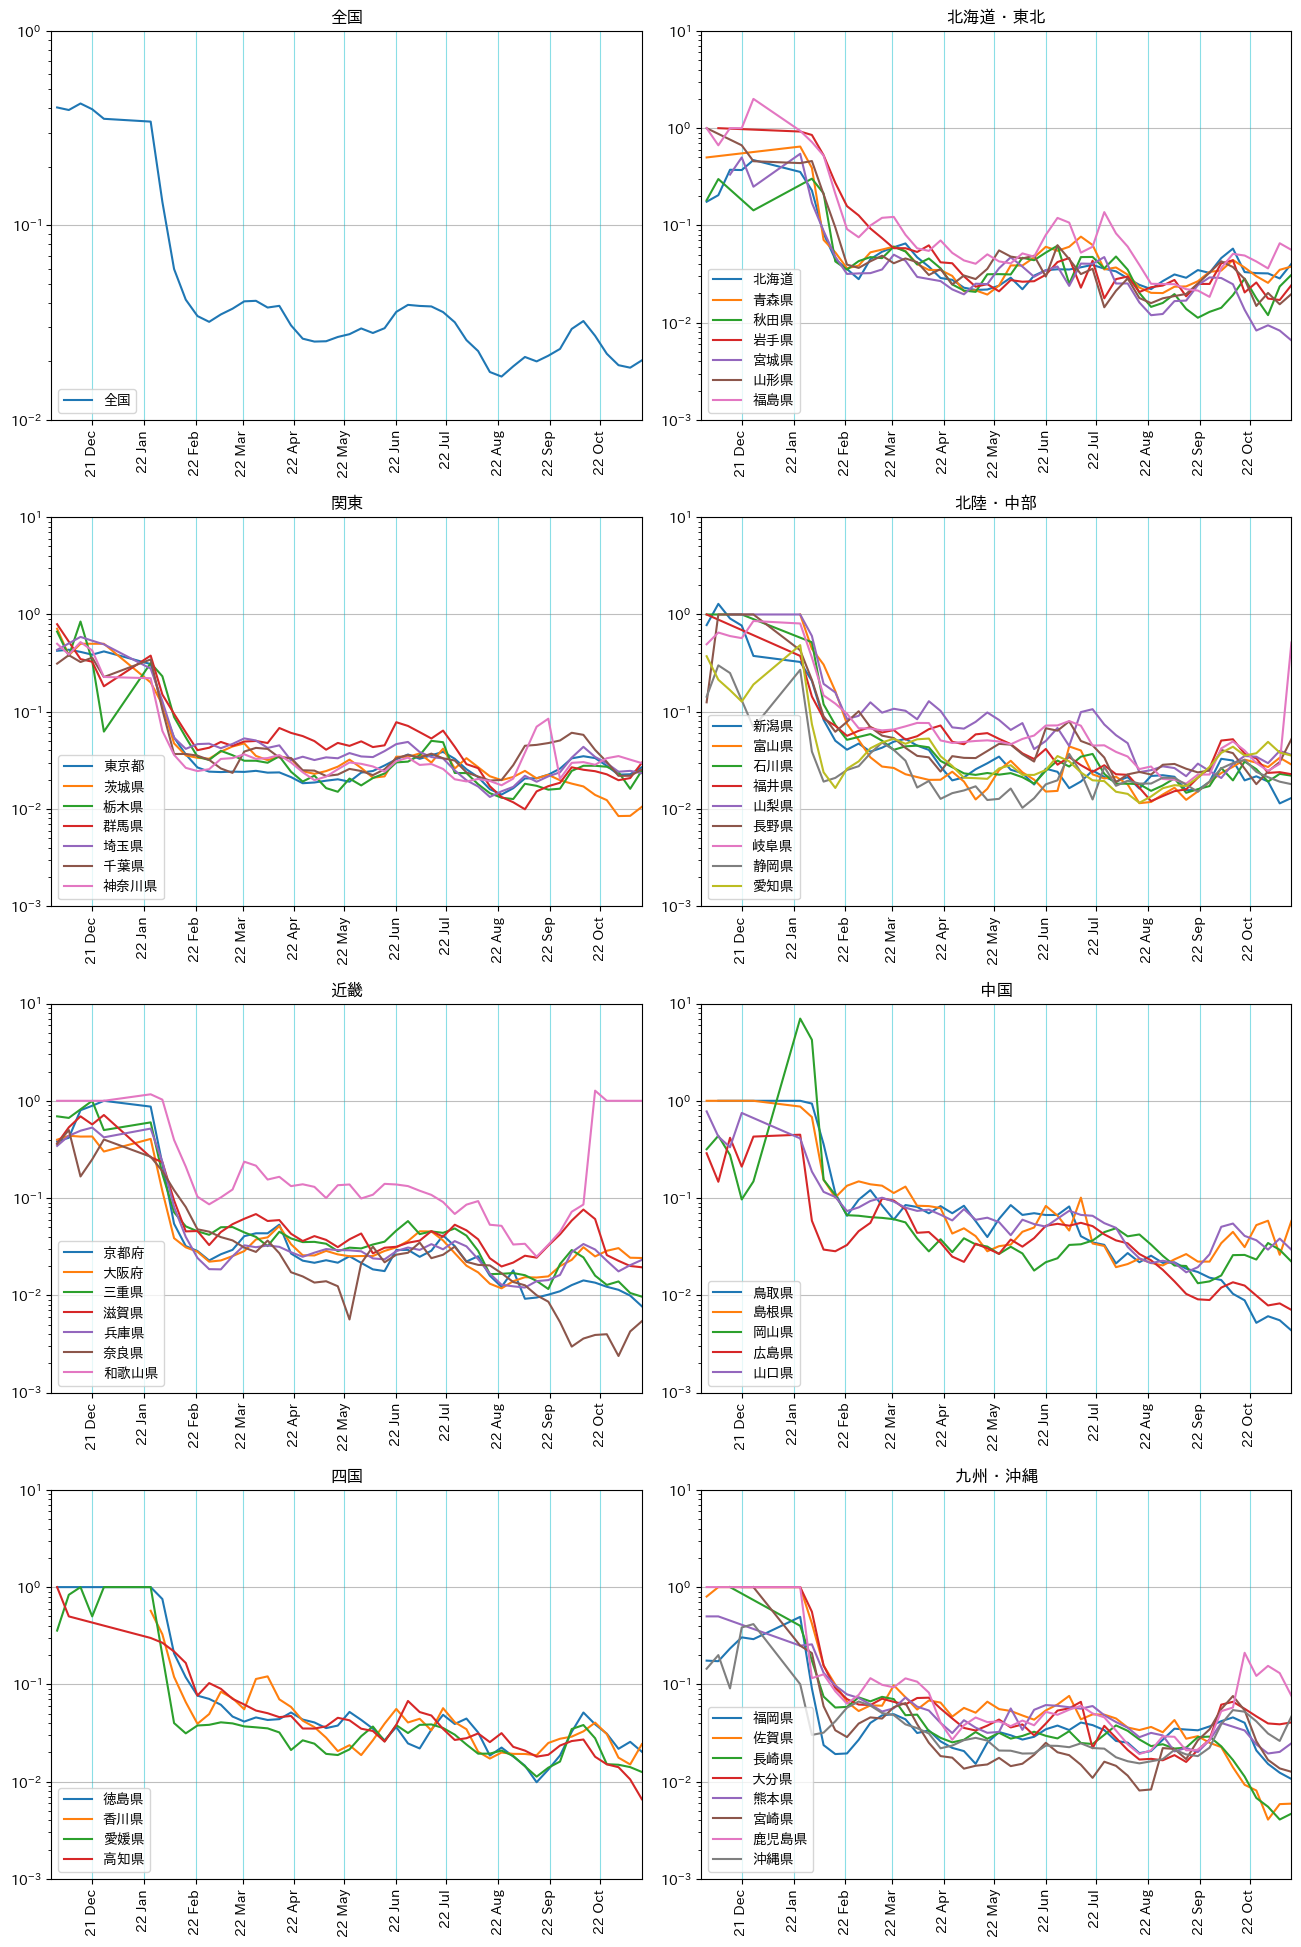 全国
10⁰
10⁻¹
10⁻²
全国
21 Dec
22 Jan
22 Feb
22 Mar
22 Apr
22 May
22 Jun
22 Jul
22 Aug
22 Sep
22 Oct
北海道・東北
10¹
10⁰
10⁻¹
10⁻²
10⁻³
北海道
青森県
秋田県
岩手県
宮城県
山形県
福島県
21 Dec
22 Jan
22 Feb
22 Mar
22 Apr
22 May
22 Jun
22 Jul
22 Aug
22 Sep
22 Oct
関東
10¹
10⁰
10⁻¹
10⁻²
10⁻³
東京都
茨城県
栃木県
群馬県
埼玉県
千葉県
神奈川県
21 Dec
22 Jan
22 Feb
22 Mar
22 Apr
22 May
22 Jun
22 Jul
22 Aug
22 Sep
22 Oct
北陸・中部
10¹
10⁰
10⁻¹
10⁻²
10⁻³
新潟県
富山県
石川県
福井県
山梨県
長野県
岐阜県
静岡県
愛知県
21 Dec
22 Jan
22 Feb
22 Mar
22 Apr
22 May
22 Jun
22 Jul
22 Aug
22 Sep
22 Oct
近畿
10¹
10⁰
10⁻¹
10⁻²
10⁻³
京都府
大阪府
三重県
滋賀県
兵庫県
奈良県
和歌山県
21 Dec
22 Jan
22 Feb
22 Mar
22 Apr
22 May
22 Jun
22 Jul
22 Aug
22 Sep
22 Oct
中国
10¹
10⁰
10⁻¹
10⁻²
10⁻³
鳥取県
島根県
岡山県
広島県
山口県
21 Dec
22 Jan
22 Feb
22 Mar
22 Apr
22 May
22 Jun
22 Jul
22 Aug
22 Sep
22 Oct
四国
10¹
10⁰
10⁻¹
10⁻²
10⁻³
徳島県
香川県
愛媛県
高知県
21 Dec
22 Jan
22 Feb
22 Mar
22 Apr
22 May
22 Jun
22 Jul
22 Aug
22 Sep
22 Oct
九州・沖縄
10¹
10⁰
10⁻¹
10⁻²
10⁻³
福岡県
佐賀県
長崎県
大分県
熊本県
宮崎県
鹿児島県
沖縄県
21 Dec
22 Jan
22 Feb
22 Mar
22 Apr
22 May
22 Jun
22 Jul
22 Aug
22 Sep
22 Oct